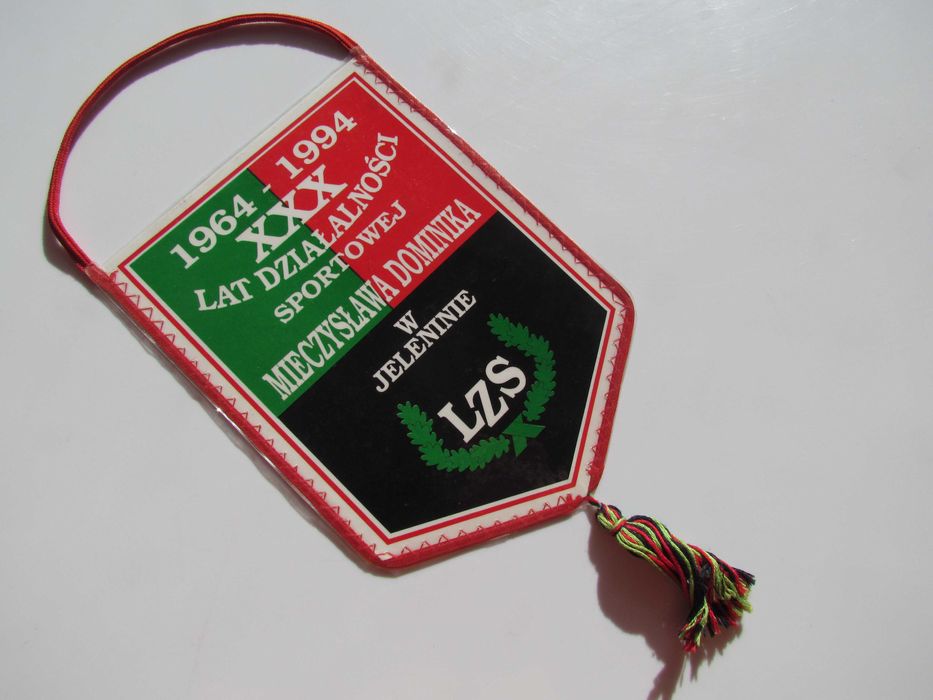 1964 - 1994
XXX
LAT DZIAŁALNOŚCI
SPORTOWEJ
MIECZYSŁAWA DOMINIKA
W
JELENINIE
LZS